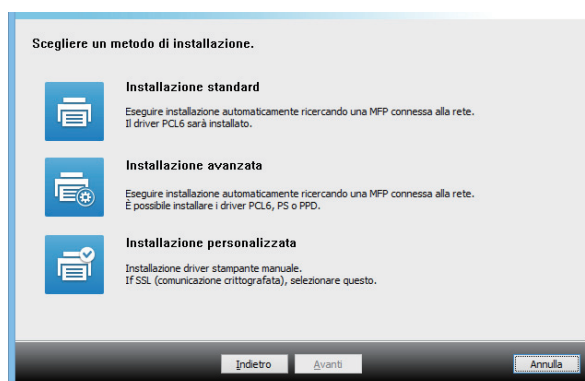 Scegliere un metodo di installazione.
Installazione standard
Eseguire installazione automaticamente ricercando una MFP connessa alla rete.
Il driver PCL6 sarà installato.
Installazione avanzata
Eseguire installazione automaticamente ricercando una MFP connessa alla rete.
È possibile installare i driver PCL6, PS o PPD.
Installazione personalizzata
Installazione driver stampante manuale.
If SSL (comunicazione crittografata), selezionare questo.
Indietro Avanti Annulla